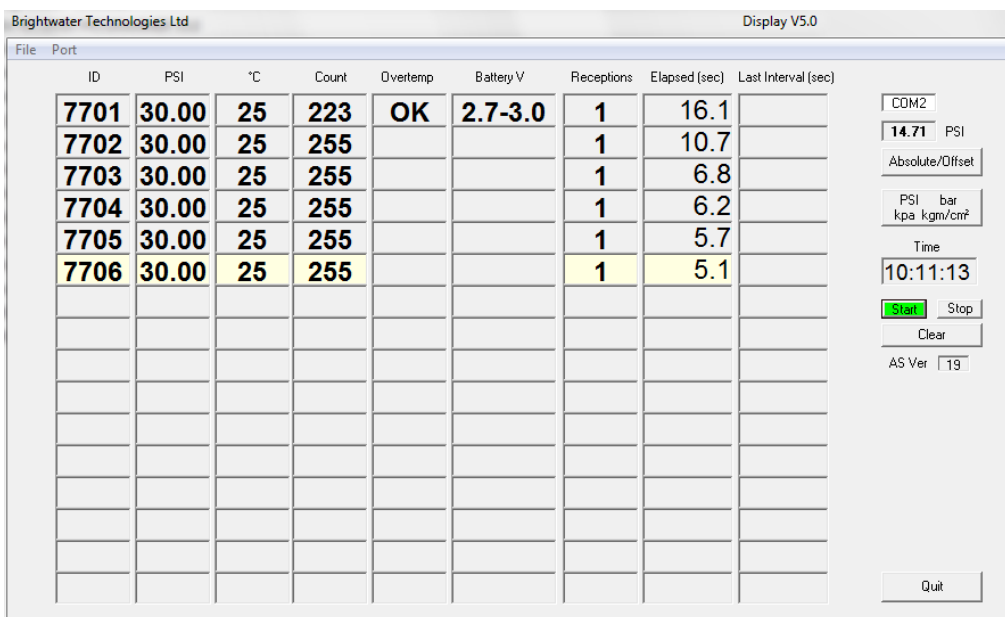 Brightwater Technologies Ltd Display V5.0
File Port
ID PSI °C Count Overtemp Battery V Receptions Elapsed (sec) Last Interval (sec)
7701 30.00 25 223 OK 2.7-3.0 1 16.1
7702 30.00 25 255 1 10.7
7703 30.00 25 255 1 6.8
7704 30.00 25 255 1 6.2
7705 30.00 25 255 1 5.7
7706 30.00 25 255 1 5.1
COM2
14.71 PSI
Absolute/Offset
PSI bar
kpa kgm/cm²
Time
10:11:13
Start Stop
Clear
AS Ver 19
Quit